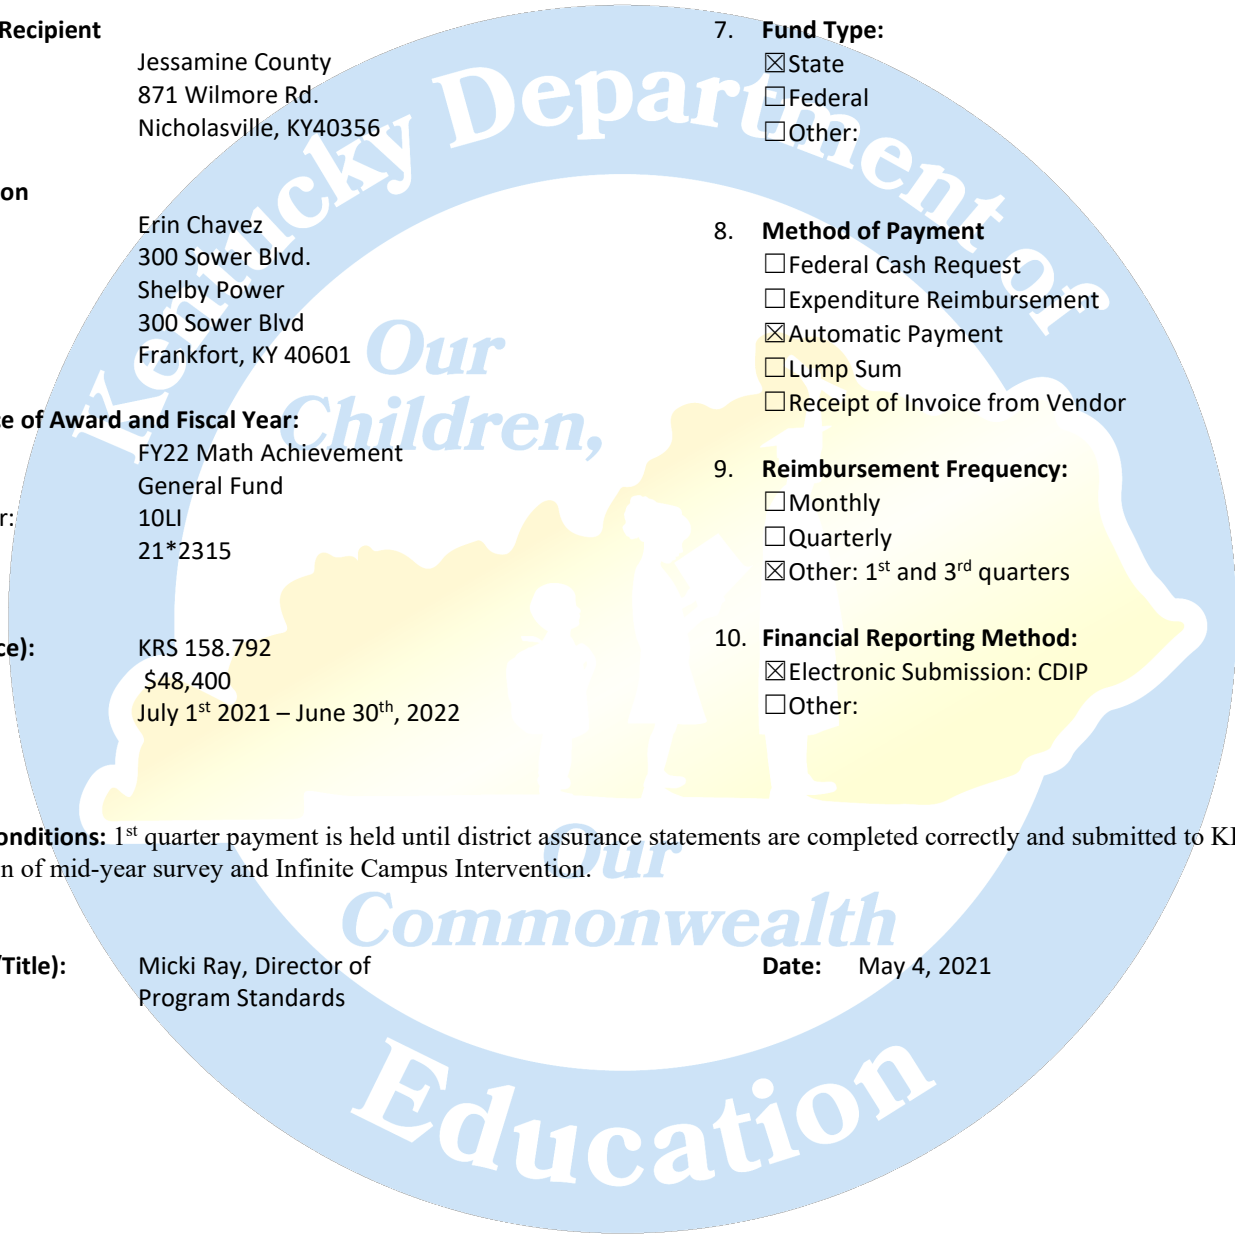 Recipient
Jessamine County
871 Wilmore Rd.
Nicholasville, KY40356
on
Erin Chavez
300 Sower Blvd.
Shelby Power
300 Sower Blvd
Frankfort, KY 40601
e of Award and Fiscal Year:
FY22 Math Achievement
General Fund
r: 10LI
21*2315
ce): KRS 158.792
$48,400
July 1st 2021 – June 30th, 2022
7. Fund Type:
☒State
☐Federal
☐Other:
8. Method of Payment
☐Federal Cash Request
☐Expenditure Reimbursement
☒Automatic Payment
☐Lump Sum
☐Receipt of Invoice from Vendor
9. Reimbursement Frequency:
☐Monthly
☐Quarterly
☒Other: 1st and 3rd quarters
10. Financial Reporting Method:
☒Electronic Submission: CDIP
☐Other:
onditions: 1st quarter payment is held until district assurance statements are completed correctly and submitted to K
n of mid-year survey and Infinite Campus Intervention.
/Title): Micki Ray, Director of
Program Standards
Date: May 4, 2021
Kentucky Department of
Education
Our
Children,
Our
Commonwealth